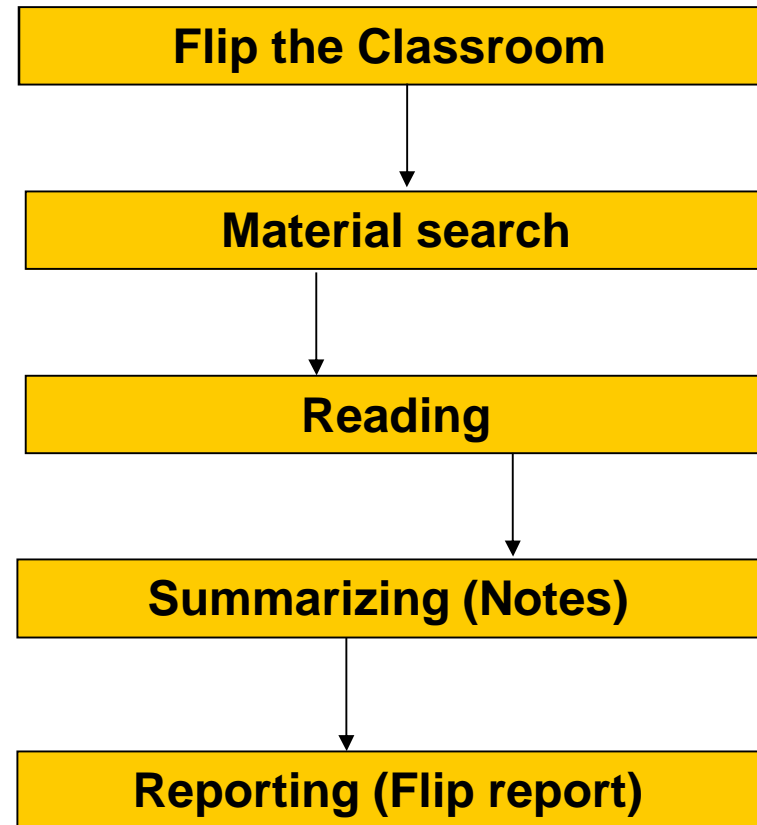 Flip the Classroom
Material search
Reading
Summarizing (Notes)
Reporting (Flip report)